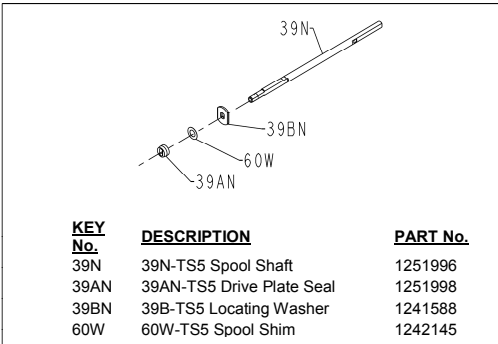 39N
39BN
60W
39AN
KEY No. DESCRIPTION PART No.
39N 39N-TS5 Spool Shaft 1251996
39AN 39AN-TS5 Drive Plate Seal 1251998
39BN 39B-TS5 Locating Washer 1241588
60W 60W-TS5 Spool Shim 1242145